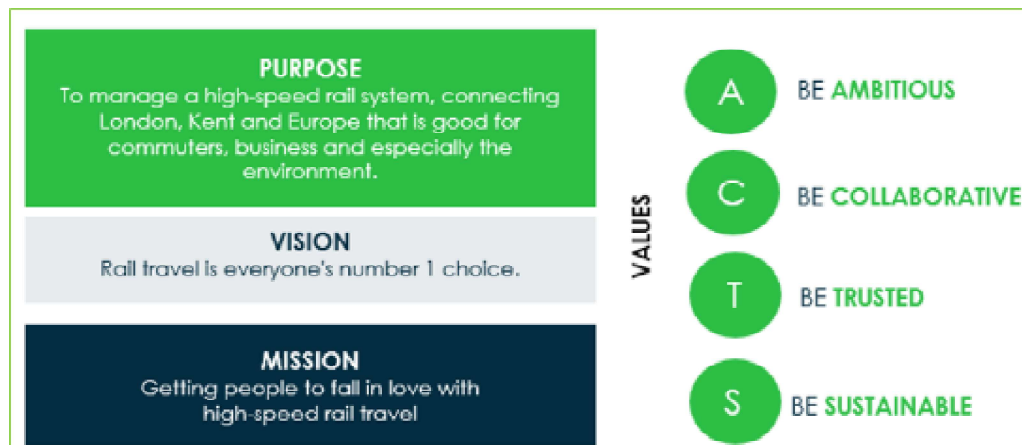 PURPOSE
To manage a high-speed rail system, connecting
London, Kent and Europe that is good for
commuters, business and especially the
environment.
VISION
Rail travel is everyone's number 1 choice.
MISSION
Getting people to fall in love with
high-speed rail travel
VALUES
A BE AMBITIOUS
C BE COLLABORATIVE
T BE TRUSTED
S BE SUSTAINABLE